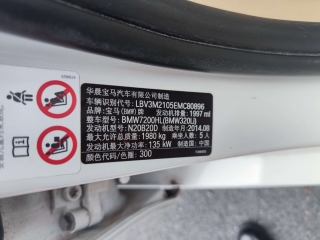 华晨宝马汽车有限公司制造
车辆识别代号: LBV3M2105EMC80896
品牌: 宝马(BMW)牌 发动机排量: 1997 ml
整车型号: BMW7200HL(BMW320Li)
发动机型号: N20B20D 制造年月: 2014.08
最大允许总质量: 1980 kg 乘坐人数: 5 人
发动机最大净功率: 135 kW 制造国: 中国
颜色代码/色圈: 300